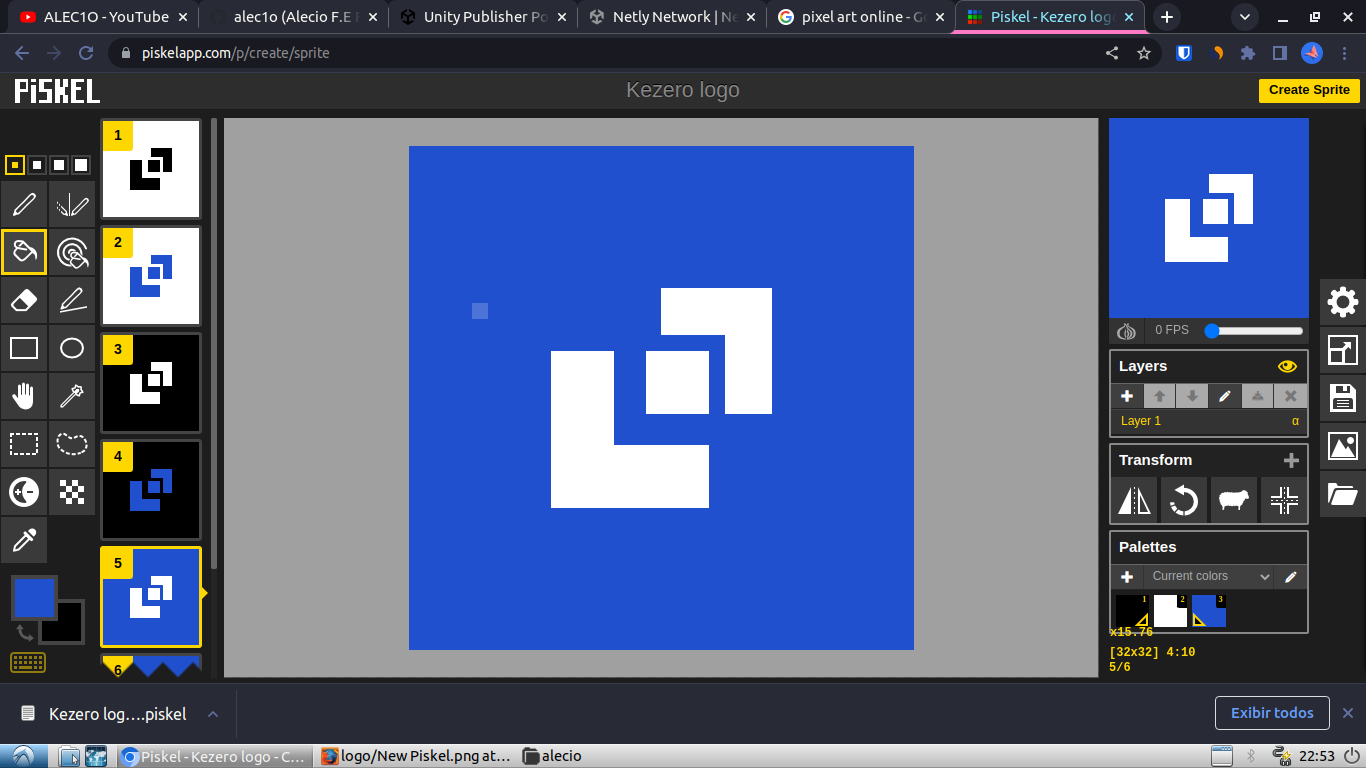 ALEC1O - YouTube
alec1o (Alecio F.E F
Unity Publisher Po
Netly Network | Ne
pixel art online - Go
Piskel - Kezero logo
piskelapp.com/p/create/sprite
PiSKEL
Kezero logo
Create Sprite
1
2
3
4
5
6
0 FPS
Layers
Layer 1
α
Transform
Palettes
Current colors
1
2
3
x15.76
[32x32] 4:10
5/6
Kezero log….piskel
Exibir todos
Piskel - Kezero logo - C…
logo/New Piskel.png at…
alecio
22:53